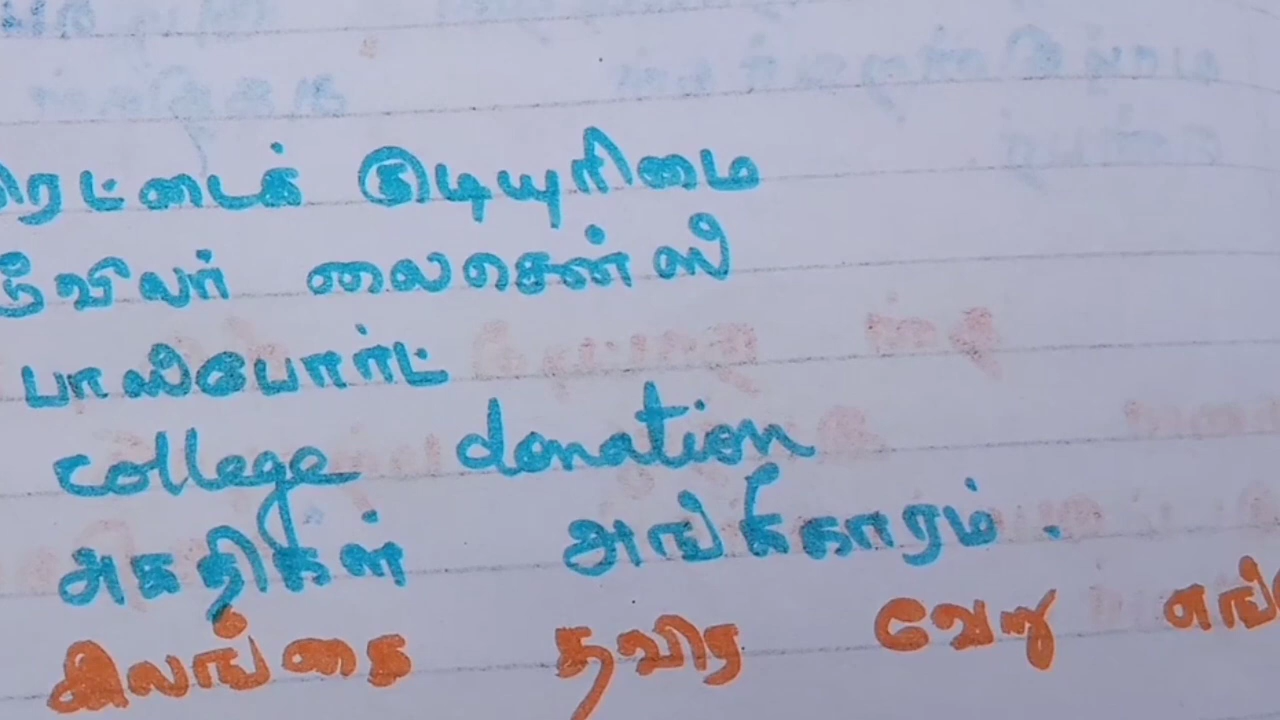 ரட்டைக் குடியுரிமை
லைசென்ஸ்
பாஸ்போர்ட்
college donation
அகதிகள் அங்காரம்.
இலங்கை தவிர வேறு